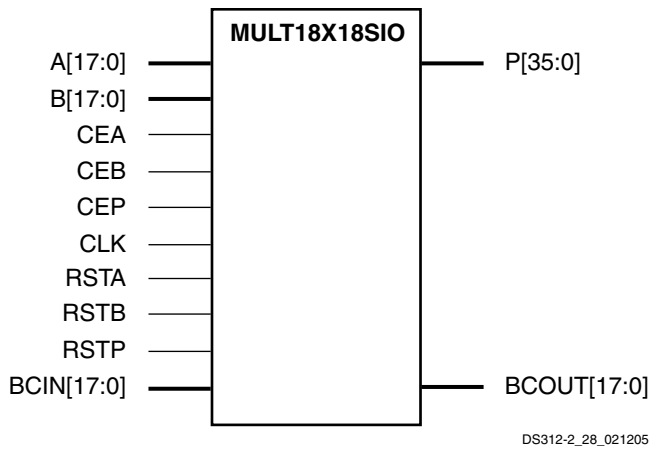 MULT18X18SIO
A[17:0]
P[35:0]
B[17:0]
CEA
CEB
CEP
CLK
RSTA
RSTB
RSTP
BCIN[17:0]
BCOUT[17:0]
DS312-2_28_021205